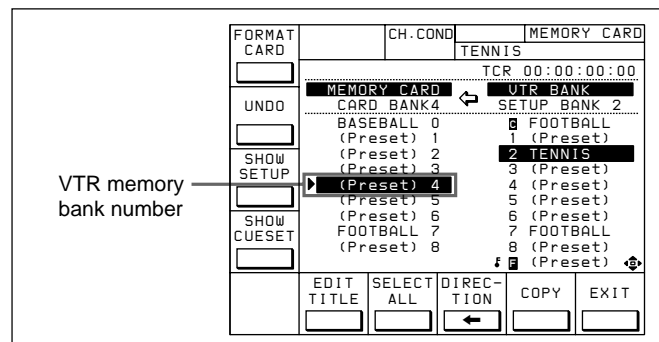 FORMAT CARD
UNDO
SHOW SETUP
SHOW CUESET
VTR memory bank number
CH.COND
MEMORY CARD
TENNIS
TCR 00:00:00:00
MEMORY CARD
CARD BANK4
VTR BANK
SETUP BANK 2
BASEBALL 0
C FOOTBALL
(Preset) 1
1 (Preset)
(Preset) 2
2 TENNIS
(Preset) 3
3 (Preset)
(Preset) 4
4 (Preset)
(Preset) 5
5 (Preset)
(Preset) 6
6 (Preset)
FOOTBALL 7
7 FOOTBALL
(Preset) 8
8 (Preset)
F (Preset)
EDIT TITLE
SELECT ALL
DIREC-TION
COPY
EXIT